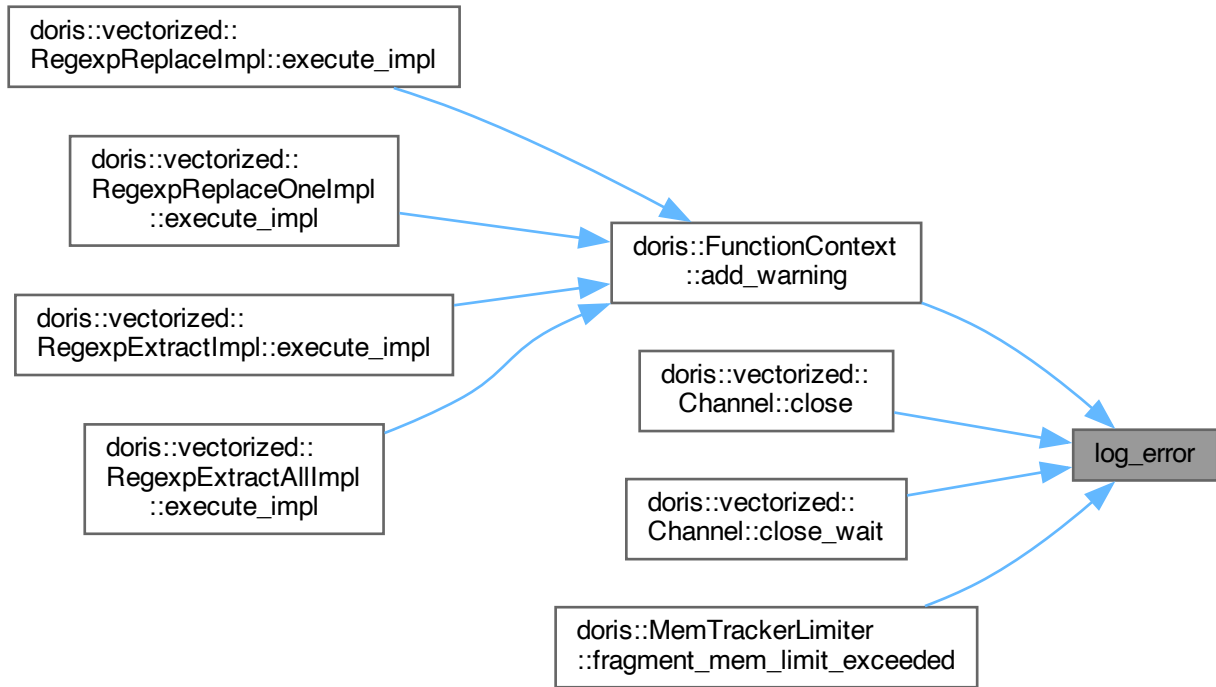 doris::vectorized::
RegexpReplaceImpl::execute_impl
doris::vectorized::
RegexpReplaceOneImpl
::execute_impl
doris::vectorized::
RegexpExtractImpl::execute_impl
doris::vectorized::
RegexpExtractAllImpl
::execute_impl
doris::FunctionContext
::add_warning
doris::vectorized::
Channel::close
doris::vectorized::
Channel::close_wait
doris::MemTrackerLimiter
::fragment_mem_limit_exceeded
log_error